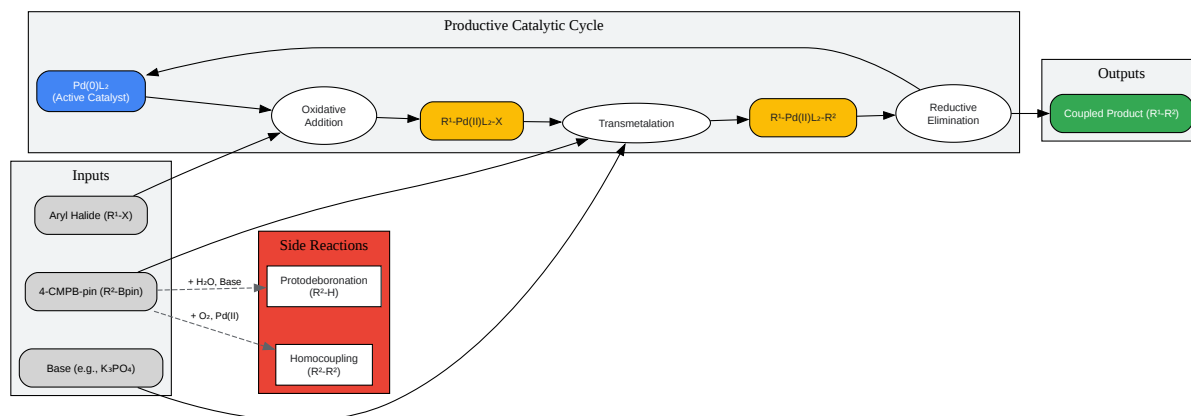 Productive Catalytic Cycle
Pd(0)L₂
(Active Catalyst)
Oxidative
Addition
R¹-Pd(II)L₂-X
Transmetalation
R¹-Pd(II)L₂-R²
Reductive
Elimination
Outputs
Coupled Product (R¹-R²)
Inputs
Aryl Halide (R¹-X)
4-CMPB-pin (R²-Bpin)
Base (e.g., K₃PO₄)
+ H₂O, Base
+ O₂, Pd(II)
Side Reactions
Protodeboronation
(R²-H)
Homocoupling
(R²-R²)